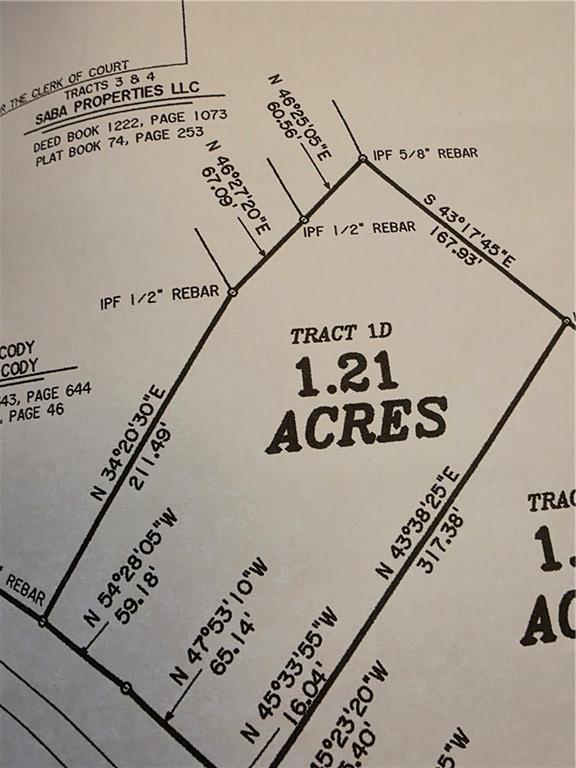 THE CLERK OF COURT
TRACTS 3 & 4
SABA PROPERTIES LLC
DEED BOOK 1222, PAGE 1073
PLAT BOOK 74, PAGE 253
N 46°25'05"E
60.56'
N 46°27'20"E
67.09'
IPF 5/8" REBAR
S 43°17'45"E
167.93'
IPF 1/2" REBAR
IPF 1/2" REBAR
TRACT 1D
1.21
ACRES
CODY
CODY
43, PAGE 644
, PAGE 46
N 34°20'30"E
211.49'
N 43°38'25"E
317.38'
" REBAR
N 54°28'05"W
59.18'
N 47°53'10"W
65.14'
N 45°33'55"W
16.04'
5°23'20"W
.40'
5"W
TRAC
1.
AC